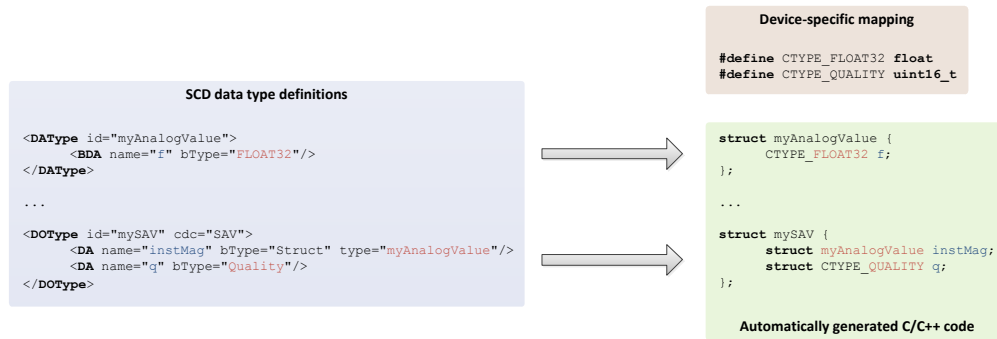 Device-specific mapping
#define CTYPE_FLOAT32 float
#define CTYPE_QUALITY uint16_t
SCD data type definitions
<DAType id="myAnalogValue">
<BDA name="f" bType="FLOAT32"/>
</DAType>
...
<DOType id="mySAV" cdc="SAV">
<DA name="instMag" bType="Struct" type="myAnalogValue"/>
<DA name="q" bType="Quality"/>
</DOType>
struct myAnalogValue {
CTYPE_FLOAT32 f;
};
...
struct mySAV {
struct myAnalogValue instMag;
struct CTYPE_QUALITY q;
};
Automatically generated C/C++ code